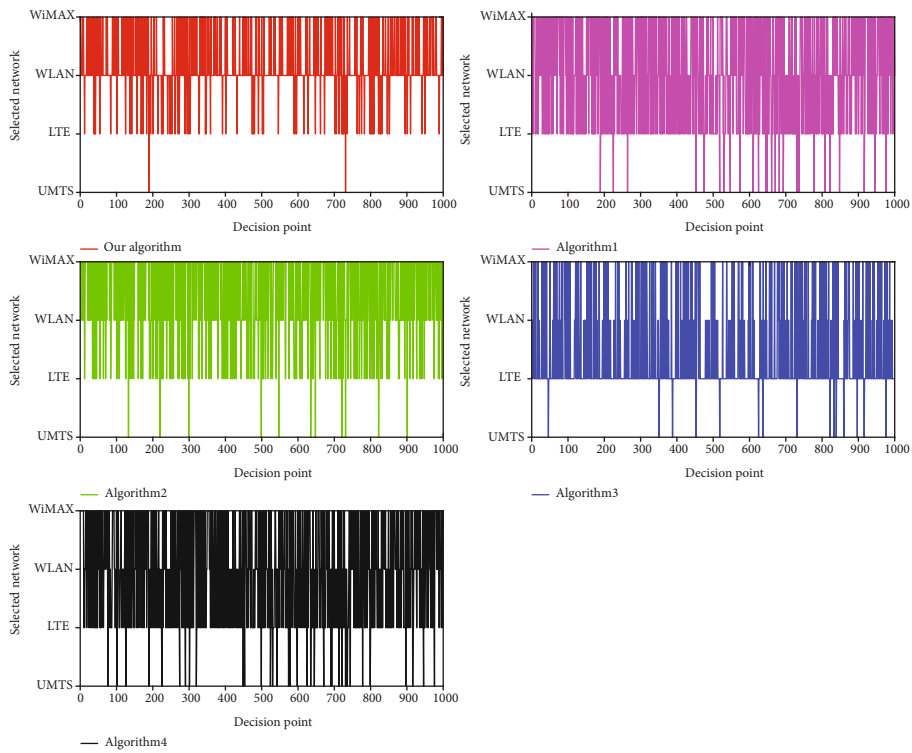 WiMAX
WLAN
LTE
UMTS
Selected network
0 100 200 300 400 500 600 700 800 900 1000
Decision point
Our algorithm
WiMAX
WLAN
LTE
UMTS
Selected network
0 100 200 300 400 500 600 700 800 900 1000
Decision point
Algorithm1
WiMAX
WLAN
LTE
UMTS
Selected network
0 100 200 300 400 500 600 700 800 900 1000
Decision point
Algorithm2
WiMAX
WLAN
LTE
UMTS
Selected network
0 100 200 300 400 500 600 700 800 900 1000
Decision point
Algorithm3
WiMAX
WLAN
LTE
UMTS
Selected network
0 100 200 300 400 500 600 700 800 900 1000
Decision point
Algorithm4